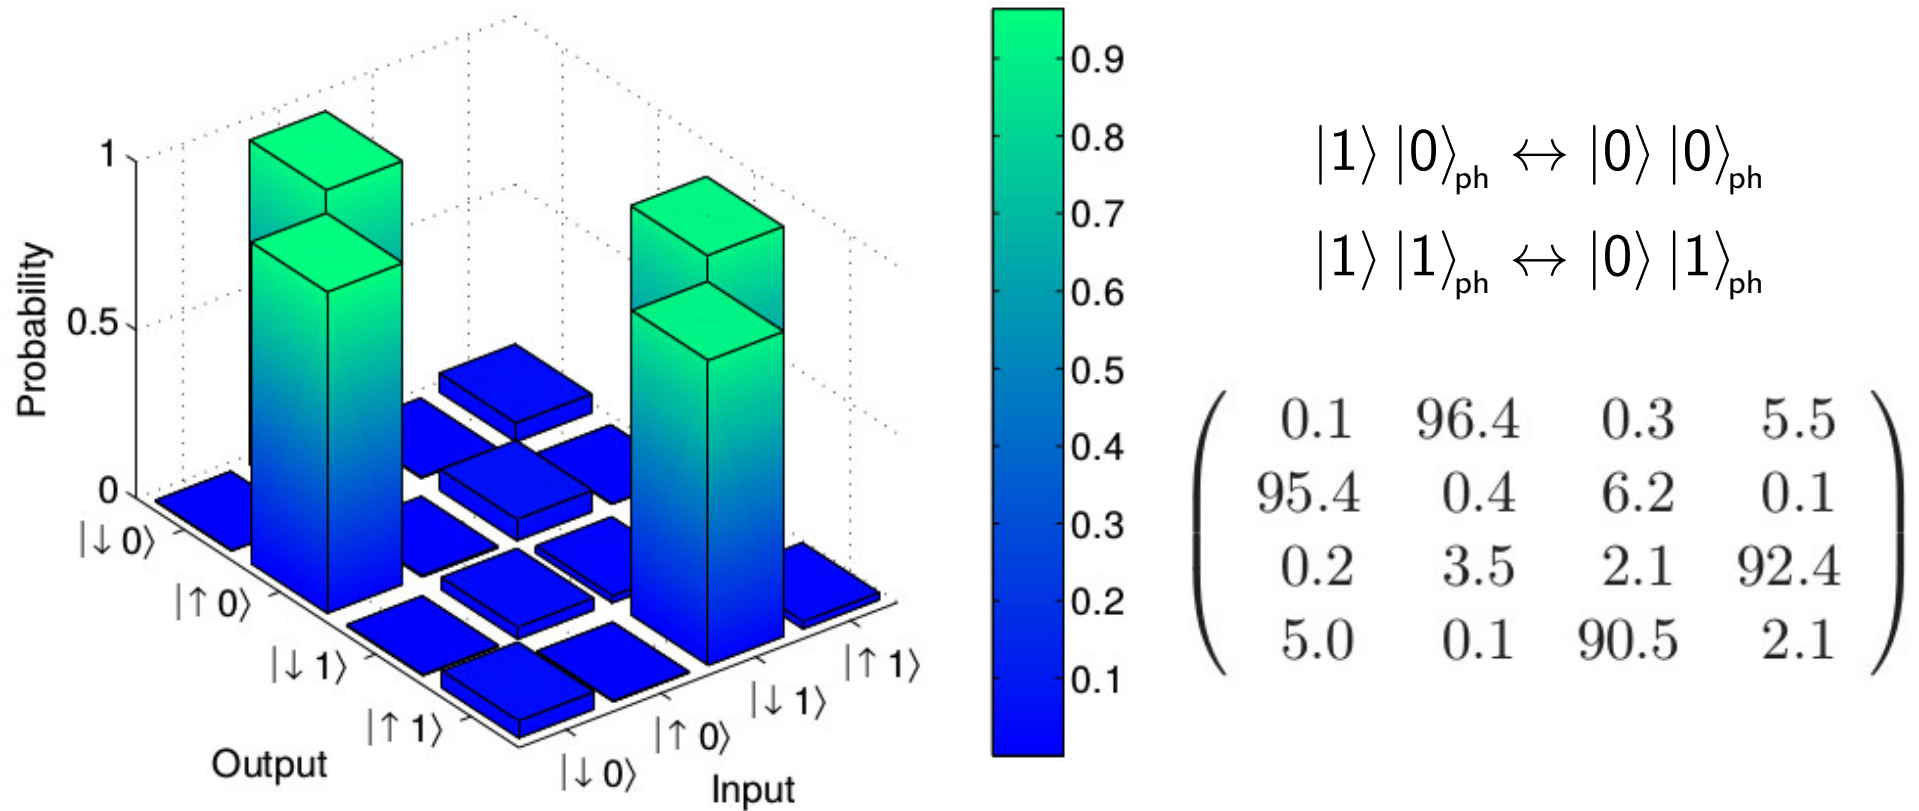 Probability
1
0.5
0
|↓ 0⟩
|↑ 0⟩
|↓ 1⟩
|↑ 1⟩
Output
|↓ 0⟩
|↑ 0⟩
|↓ 1⟩
|↑ 1⟩
Input
0.9
0.8
0.7
0.6
0.5
0.4
0.3
0.2
0.1
|1⟩ |0⟩ph ↔ |0⟩ |0⟩ph
|1⟩ |1⟩ph ↔ |0⟩ |1⟩ph
0.1 96.4 0.3 5.5
95.4 0.4 6.2 0.1
0.2 3.5 2.1 92.4
5.0 0.1 90.5 2.1